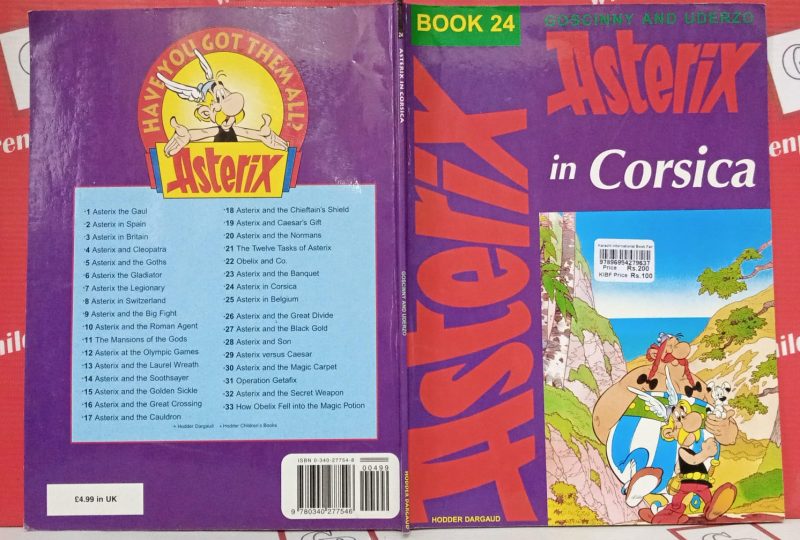 HAVE YOU GOT THEM ALL?
Asterix
*1 Asterix the Gaul
*2 Asterix in Spain
*3 Asterix in Britain
*4 Asterix and Cleopatra
*5 Asterix and the Goths
*6 Asterix the Gladiator
*7 Asterix the Legionary
*8 Asterix in Switzerland
*9 Asterix and the Big Fight
*10 Asterix and the Roman Agent
*11 The Mansions of the Gods
*12 Asterix at the Olympic Games
*13 Asterix and the Laurel Wreath
*14 Asterix and the Soothsayer
*15 Asterix and the Golden Sickle
*16 Asterix and the Great Crossing
*17 Asterix and the Cauldron
*18 Asterix and the Chieftain's Shield
*19 Asterix and Caesar's Gift
*20 Asterix and the Normans
*21 The Twelve Tasks of Asterix
*22 Obelix and Co.
*23 Asterix and the Banquet
*24 Asterix in Corsica
*25 Asterix in Belgium
*26 Asterix and the Great Divide
*27 Asterix and the Black Gold
*28 Asterix and Son
*29 Asterix versus Caesar
*30 Asterix and the Magic Carpet
*31 Operation Getafix
*32 Asterix and the Secret Weapon
*33 How Obelix Fell into the Magic Potion
Hodder Dargaud
Hodder Children's Books
£4.99 in UK
ISBN 0-340-27754-8
00499
9 780340 277546
24
ASTERIX IN CORSICA
GOSCINNY AND UDERZO
HODDER DARGAUD
BOOK 24
Asterix
HODDER DARGAUD
GOSCINNY AND UDERZO
Asterix
in Corsica
Karachi International Book Fair
9789695427963
Price Rs.200
KIBF Price Rs.100